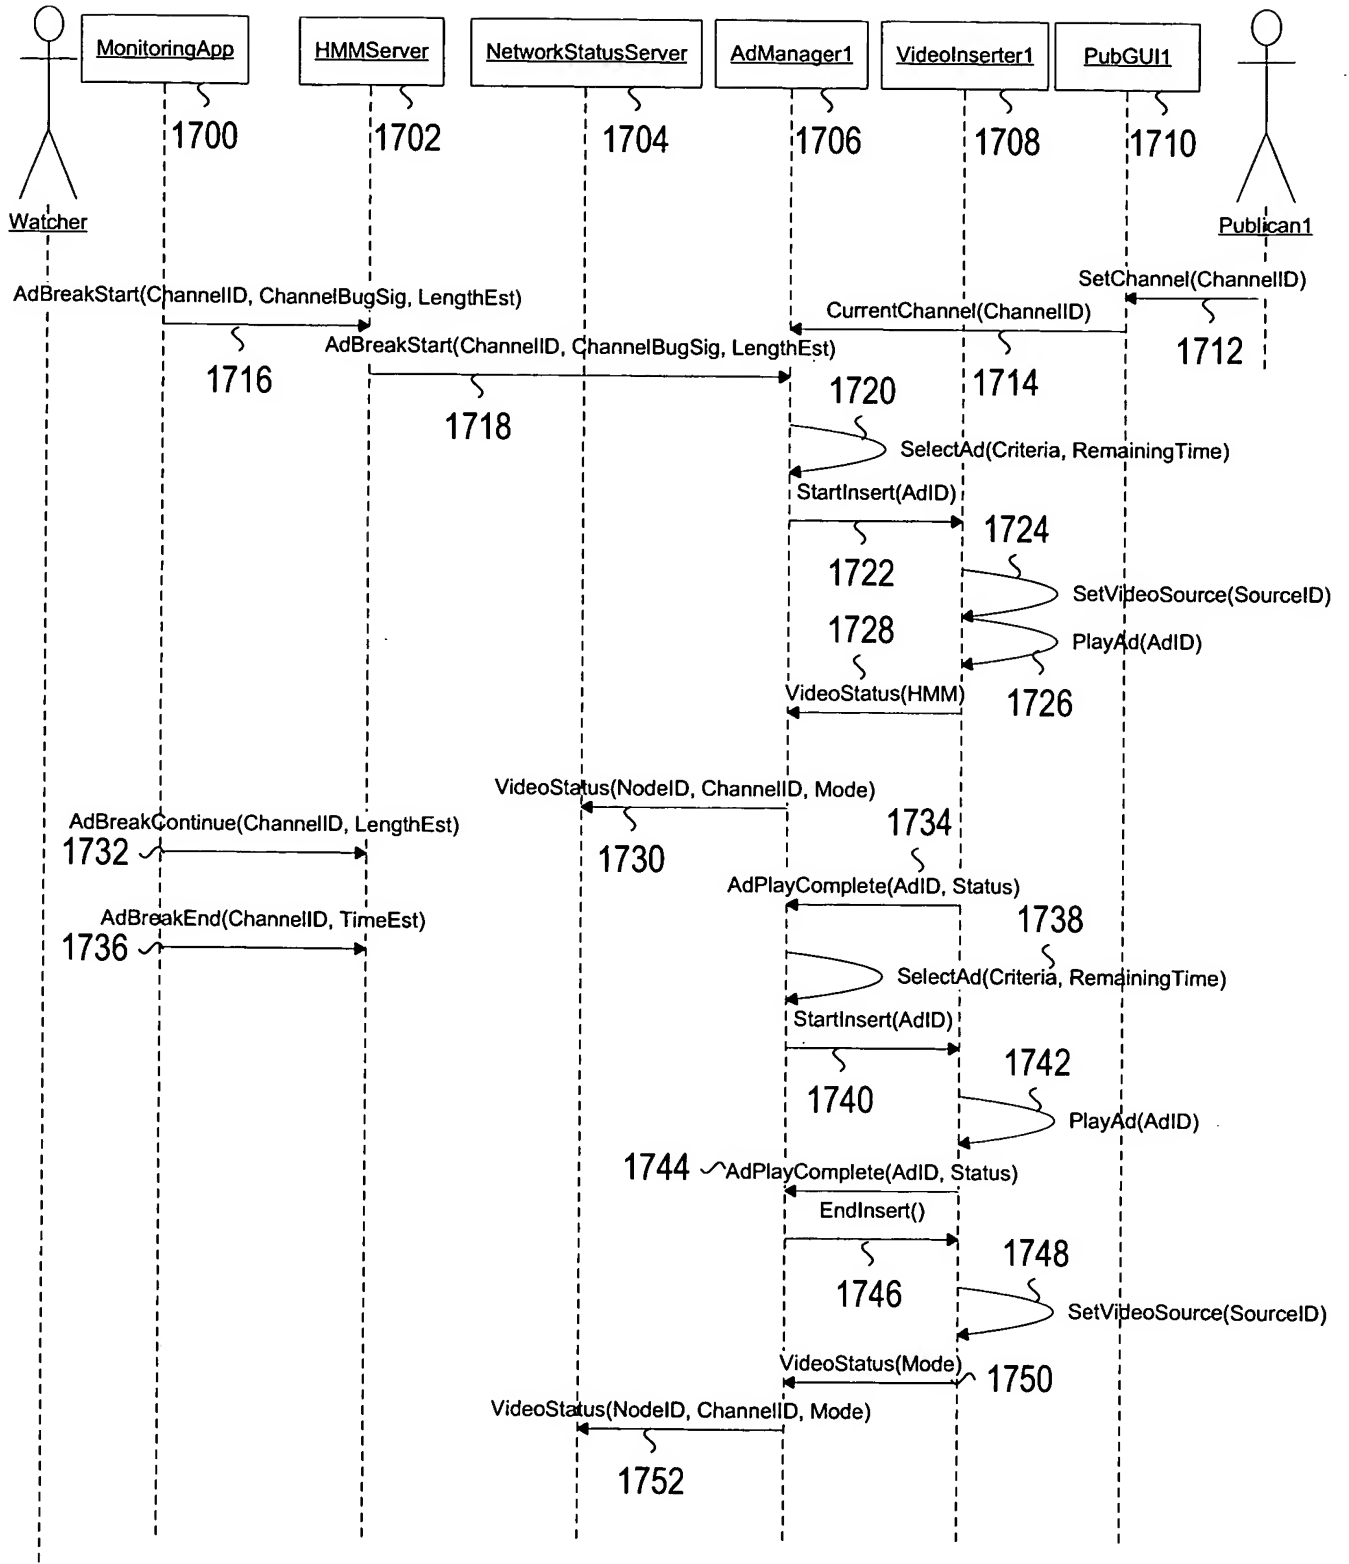 MonitoringApp
HMMServer
NetworkStatusServer
AdManager1
VideoInserter1
PubGUI1
1700
1702
1704
1706
1708
1710
Watcher
Publican1
SetChannel(ChannelID)
1712
AdBreakStart(ChannelID, ChannelBugSig, LengthEst)
CurrentChannel(ChannelID)
1716
1714
AdBreakStart(ChannelID, ChannelBugSig, LengthEst)
1718
1720
SelectAd(Criteria, RemainingTime)
StartInsert(AdID)
1722
1724
SetVideoSource(SourceID)
1728
PlayAd(AdID)
1726
VideoStatus(HMM)
VideoStatus(NodeID, ChannelID, Mode)
1730
AdBreakContinue(ChannelID, LengthEst)
1732
1734
AdPlayComplete(AdID, Status)
AdBreakEnd(ChannelID, TimeEst)
1736
1738
SelectAd(Criteria, RemainingTime)
StartInsert(AdID)
1740
1742
PlayAd(AdID)
1744
AdPlayComplete(AdID, Status)
EndInsert()
1746
1748
SetVideoSource(SourceID)
VideoStatus(Mode)
1750
VideoStatus(NodeID, ChannelID, Mode)
1752